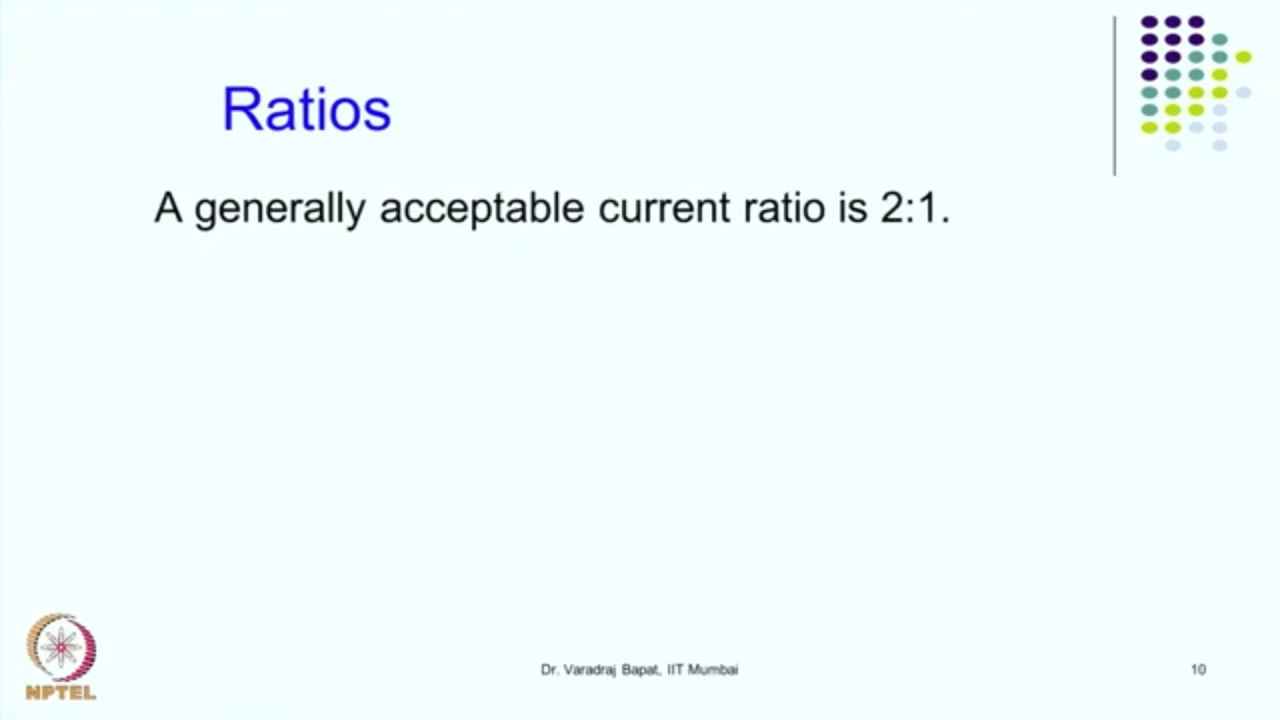 Ratios
A generally acceptable current ratio is 2:1.
NPTEL
Dr. Varadraj Bapat, IIT Mumbai
10